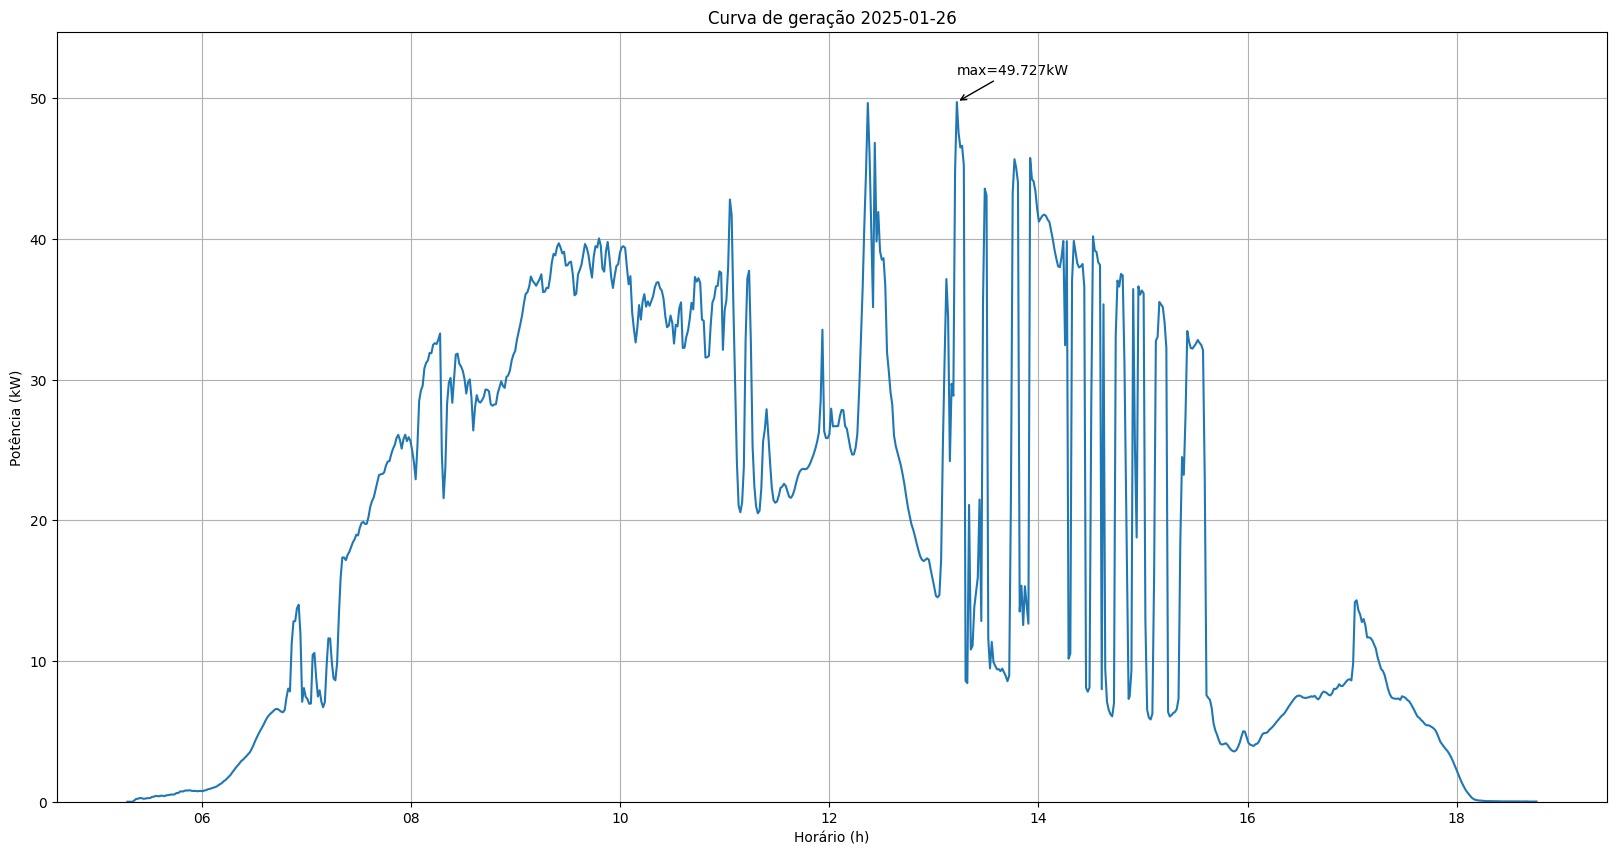 Curva de geração 2025-01-26
max=49.727kW
50
40
30
20
10
0
Potência (kW)
06 08 10 12 14 16 18
Horário (h)